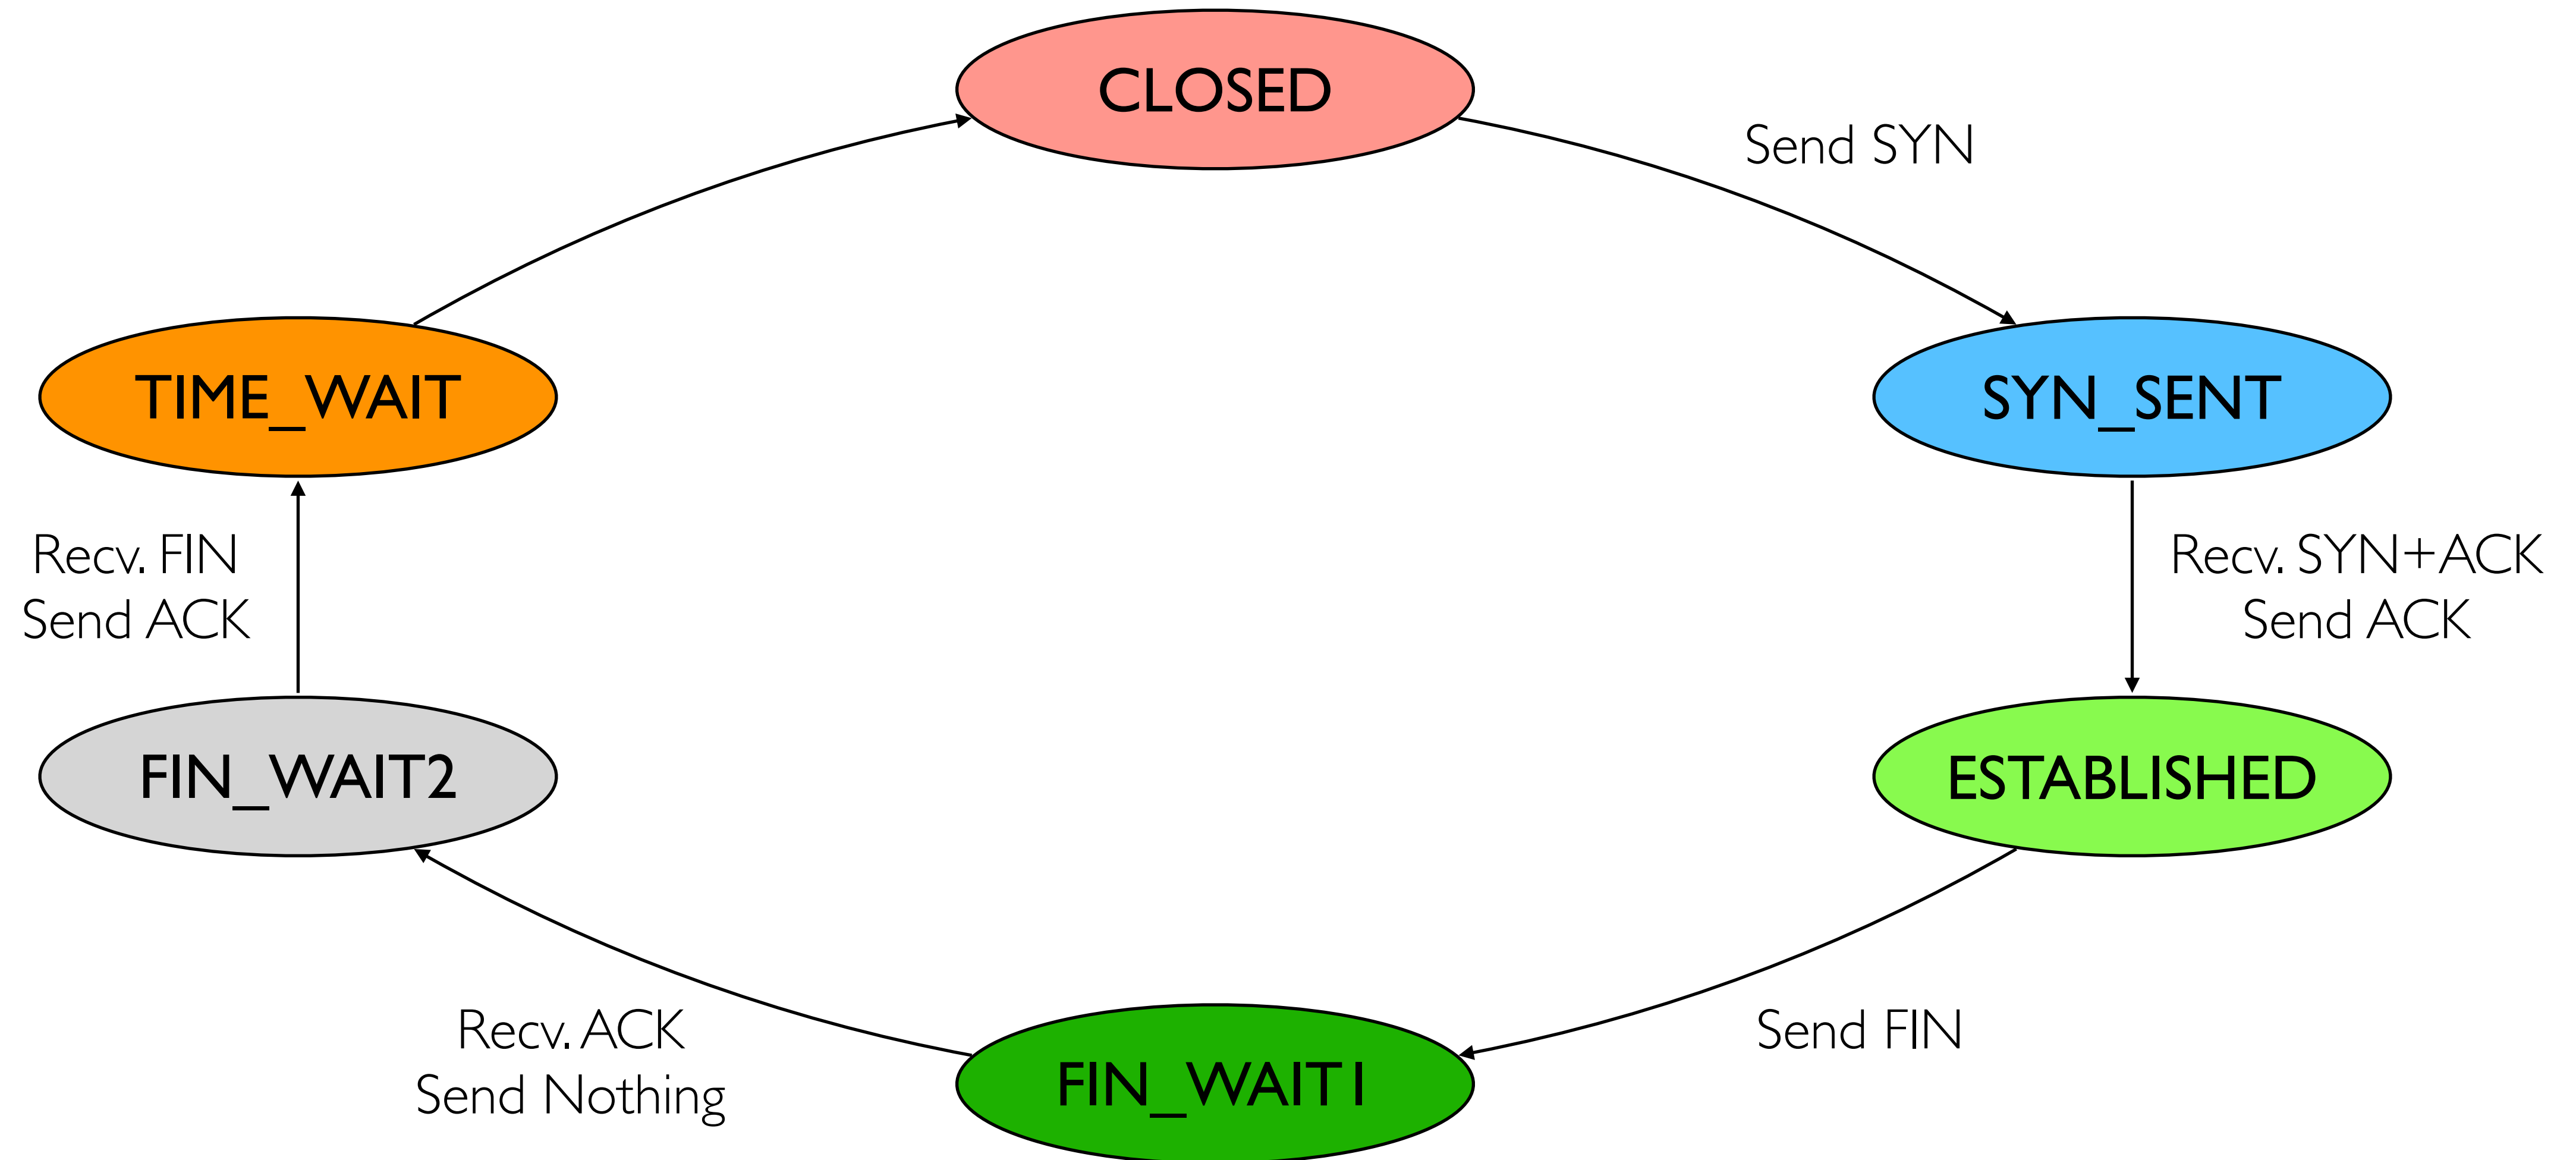 CLOSED
Send SYN
TIME_WAIT
SYN_SENT
Recv. FIN
Send ACK
Recv. SYN+ACK
Send ACK
FIN_WAIT2
ESTABLISHED
Recv. ACK
Send Nothing
Send FIN
FIN_WAIT1